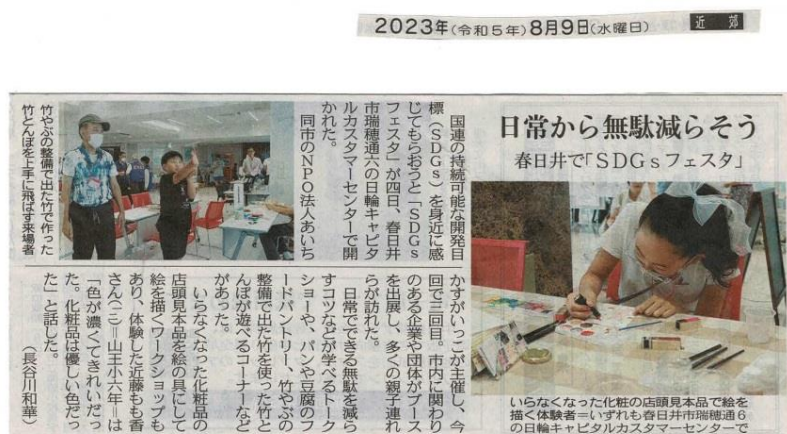 2023年(令和5年)8月9日(水曜日)
近郊
日常から無駄減らそう
春日井で「SDGsフェスタ」
国連の持続可能な開発目
標(SDGs)を身近に感
じてもらおうと「SDGs
フェスタ」が四日、春日井
市瑞穂通六の日輪キャピタ
ルカスタマーセンターで開
かれた。
同市のNPO法人あいち
かすがいっこが主催し、今
回で三回目。市内に関わり
のある企業や団体がブース
を出展し、多くの親子連れ
らが訪れた。
日常でできる無駄を減ら
すコツなどが学べるトーク
ショーや、パンや豆腐のフ
ードパントリー、竹やぶの
整備で出た竹を使った竹と
んぼが遊べるコーナーなど
があった。
いらなくなった化粧品の
店頭見本品を絵の具にして
絵を描くワークショップも
あり、体験した近藤もも香
さん(一二)=山王小六年=は
「色が濃くてきれいだっ
た。化粧品は優しい色だっ
た」と話した。
(長谷川和華)
竹やぶの整備で出た竹で作った
竹とんぼを上手に飛ばす来場者
いらなくなった化粧の店頭見本品で絵を
描く体験者=いずれも春日井市瑞穂通6
の日輪キャピタルカスタマーセンターで